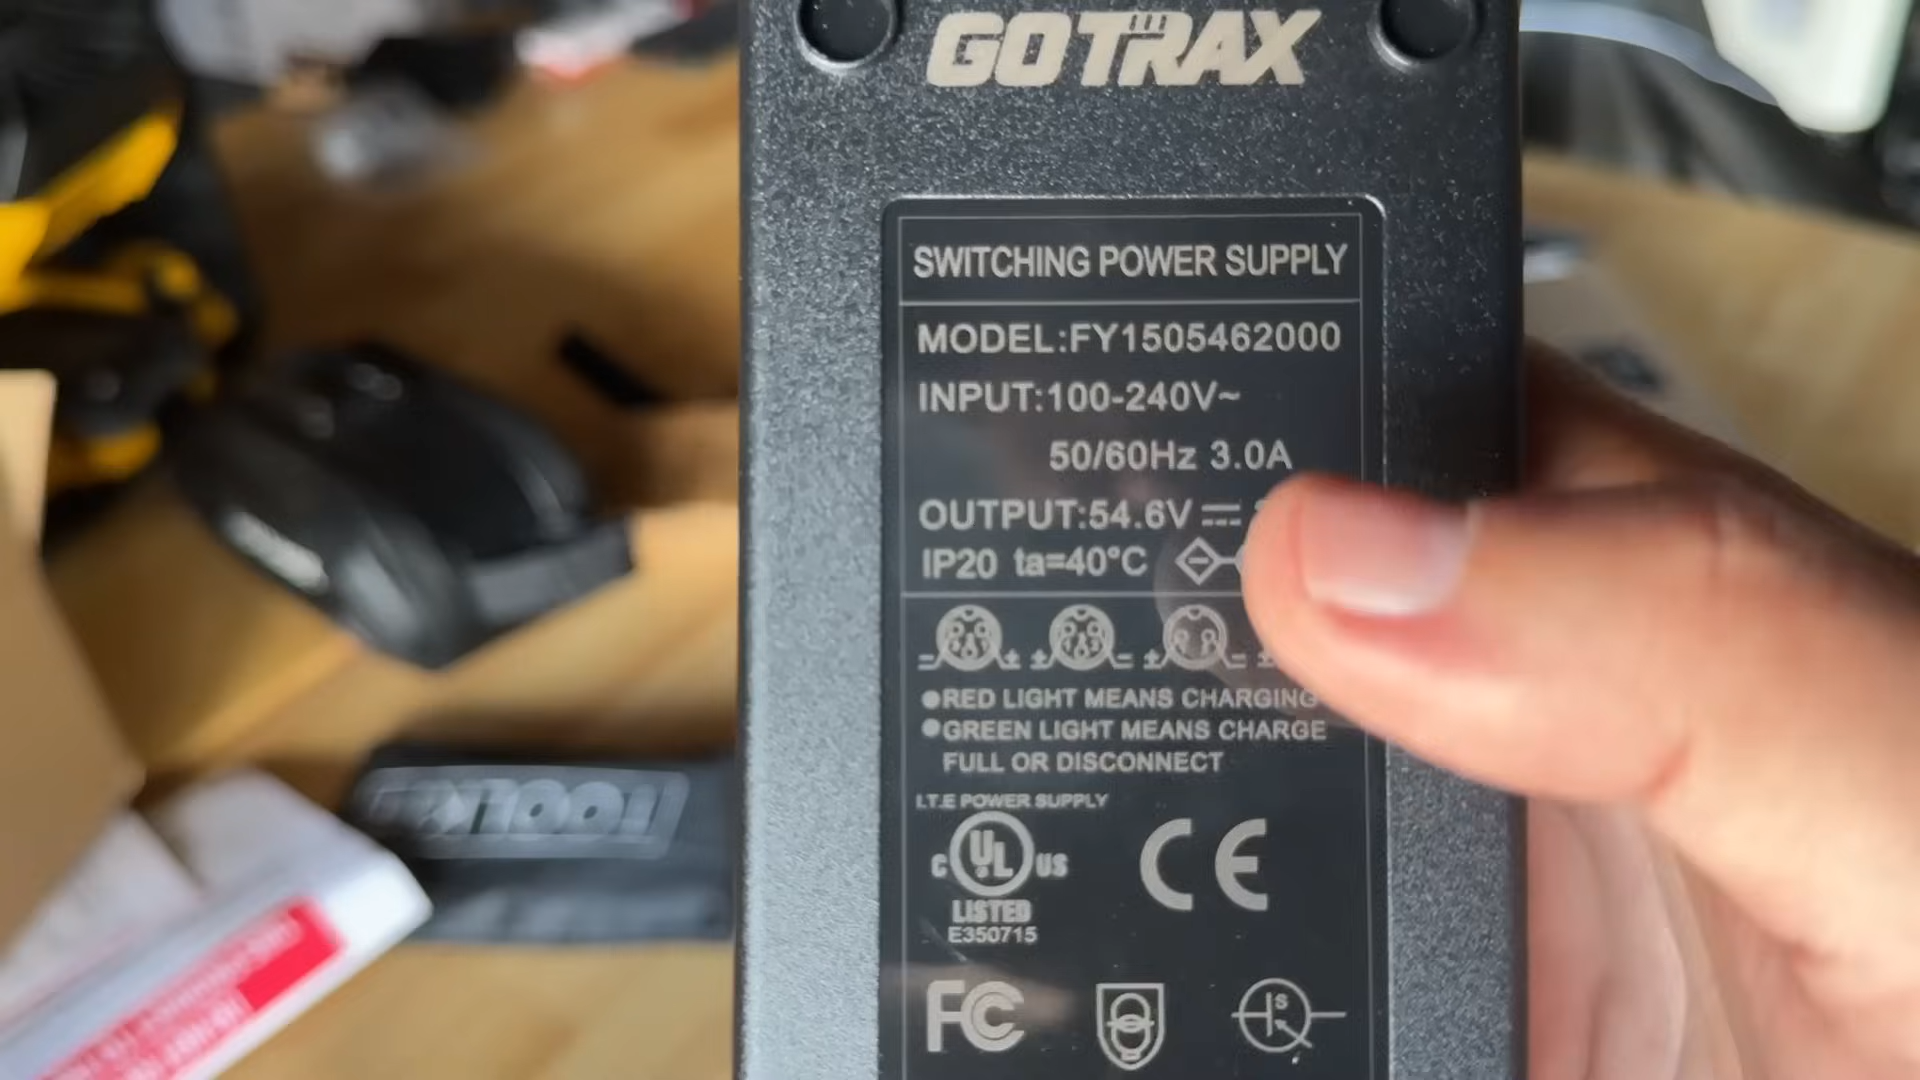 GOTRAX
SWITCHING POWER SUPPLY
MODEL:FY1505462000
INPUT:100-240V~
50/60Hz 3.0A
OUTPUT:54.6V
IP20 ta=40°C
RED LIGHT MEANS CHARGING
GREEN LIGHT MEANS CHARGE
FULL OR DISCONNECT
I.T.E POWER SUPPLY
c UL US
LISTED
E350715
CE
FC
S